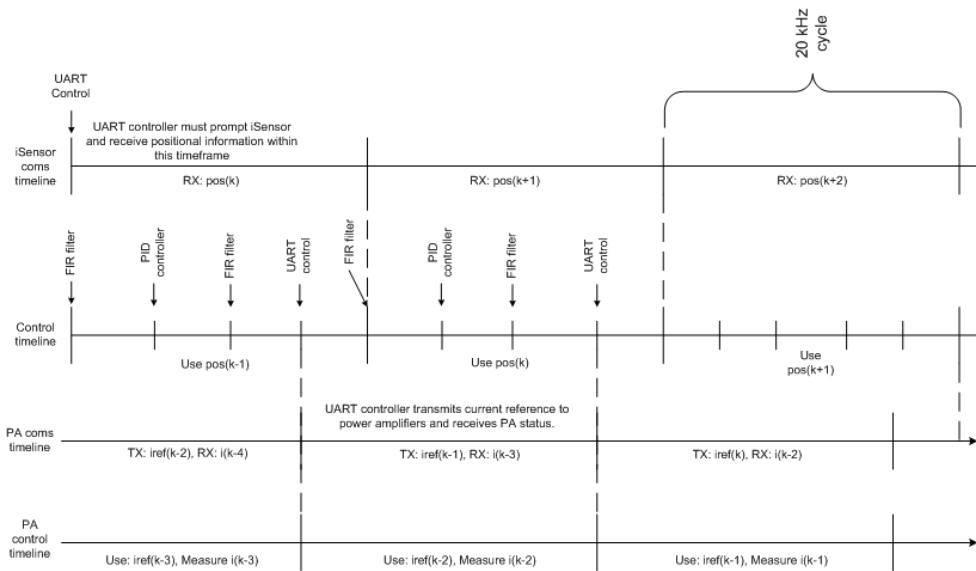 20 kHz
cycle
UART
Control
UART controller must prompt iSensor
and receive positional information within
this timeframe
iSensor
coms
timeline
RX: pos(k)
RX: pos(k+1)
RX: pos(k+2)
FIR filter
PID
controller
FIR filter
UART
control
FIR filter
PID
controller
FIR filter
UART
control
Control
timeline
Use pos(k-1)
Use pos(k)
Use
pos(k+1)
UART controller transmits current reference to
power amplifiers and receives PA status.
PA coms
timeline
TX: iref(k-2), RX: i(k-4)
TX: iref(k-1), RX: i(k-3)
TX: iref(k), RX: i(k-2)
PA
control
timeline
Use: iref(k-3), Measure i(k-3)
Use: iref(k-2), Measure i(k-2)
Use: iref(k-1), Measure i(k-1)